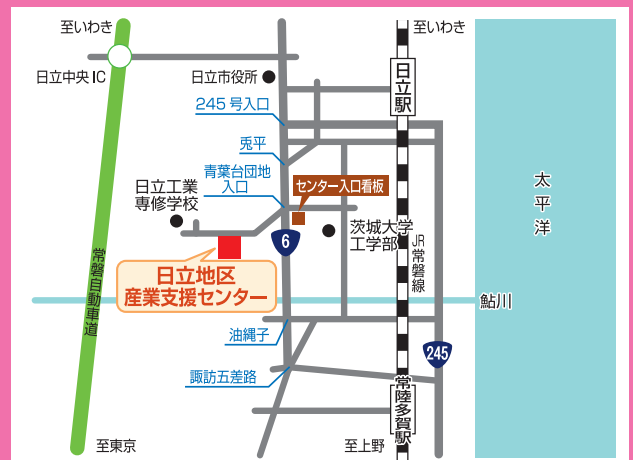 至いわき
至いわき
日立中央IC
日立市役所
日立駅
245号入口
兎平
青葉台団地
入口
センター入口看板
日立工業
専修学校
茨城大学
工学部
太平洋
6
JR常磐線
常磐自動車道
日立地区
産業支援センター
鮎川
油縄子
245
諏訪五差路
常陸多賀駅
至東京
至上野